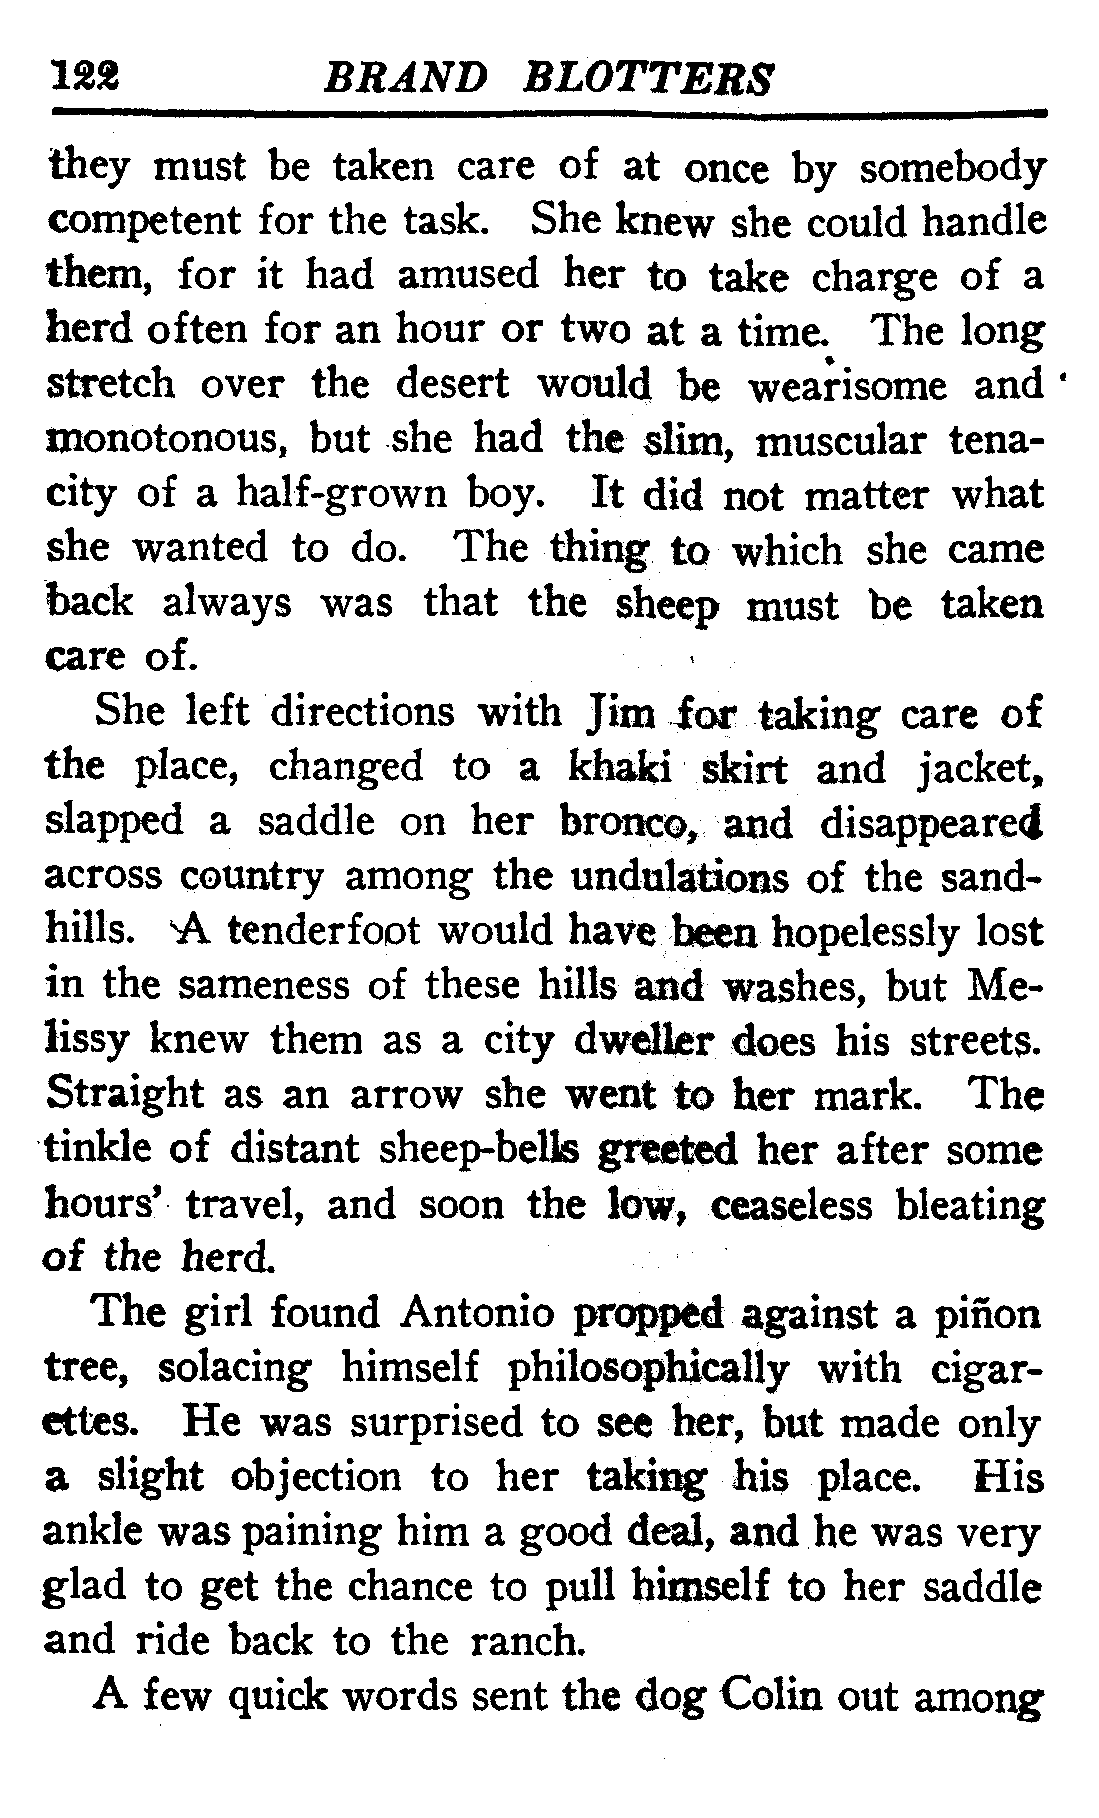 122 BRAND BLOTTERS
they must be taken care of at once by somebody
competent for the task. She knew she could handle
them, for it had amused her to take charge of a
herd often for an hour or two at a time. The long
stretch over the desert would be wearisome and
monotonous, but she had the slim, muscular tena-
city of a half-grown boy. It did not matter what
she wanted to do. The thing to which she came
back always was that the sheep must be taken
care of.
She left directions with Jim for taking care of
the place, changed to a khaki skirt and jacket,
slapped a saddle on her bronco, and disappeared
across country among the undulations of the sand-
hills. A tenderfoot would have been hopelessly lost
in the sameness of these hills and washes, but Me-
lissy knew them as a city dweller does his streets.
Straight as an arrow she went to her mark. The
tinkle of distant sheep-bells greeted her after some
hours' travel, and soon the low, ceaseless bleating
of the herd.
The girl found Antonio propped against a piñon
tree, solacing himself philosophically with cigar-
ettes. He was surprised to see her, but made only
a slight objection to her taking his place. His
ankle was paining him a good deal, and he was very
glad to get the chance to pull himself to her saddle
and ride back to the ranch.
A few quick words sent the dog Colin out among